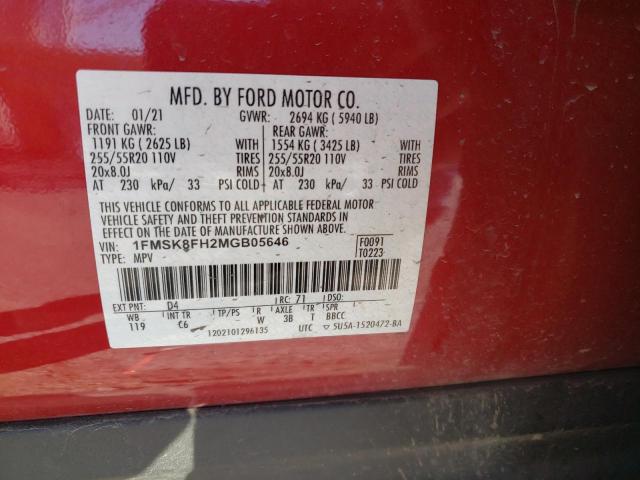 MFD. BY FORD MOTOR CO.
DATE: 01/21 GVWR: 2694 KG ( 5940 LB)
FRONT GAWR: REAR GAWR:
1191 KG ( 2625 LB) WITH 1554 KG ( 3425 LB) WITH
255/55R20 110V TIRES 255/55R20 110V TIRES
20x8.0J RIMS 20x8.0J RIMS
AT 230 kPa/ 33 PSI COLD AT 230 kPa/ 33 PSI COLD
THIS VEHICLE CONFORMS TO ALL APPLICABLE FEDERAL MOTOR
VEHICLE SAFETY AND THEFT PREVENTION STANDARDS IN
EFFECT ON THE DATE OF MANUFACTURE SHOWN ABOVE.
VIN: 1FMSK8FH2MGB05646 F0091
TYPE: MPV T0223
EXT PNT: D4 RC: 71 DSO:
WB INT TR TP/PS R AXLE TR SPR
119 C6 W 3B T BBCC
1202101296135 UTC ▽ 5U5A-1520472-BA